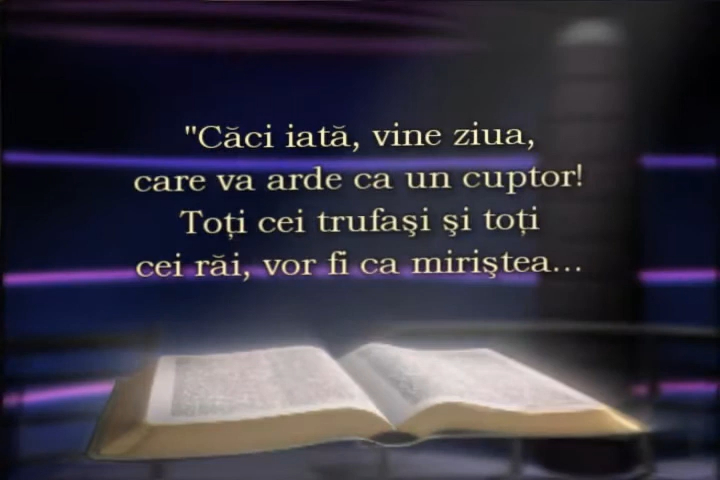 "Căci iată, vine ziua,
care va arde ca un cuptor!
Toţi cei trufaşi şi toţi
cei răi, vor fi ca miriştea...